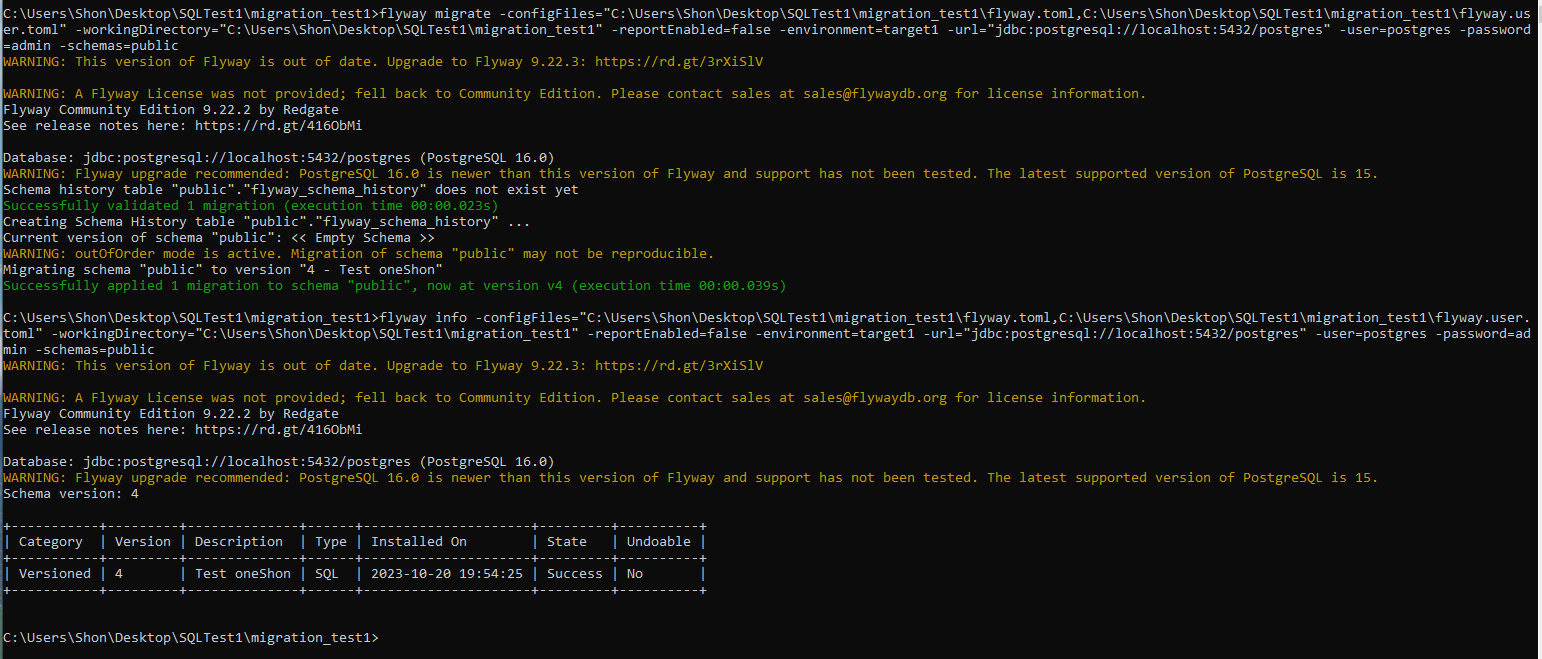 C:\Users\Shon\Desktop\SQLTest1\migration_test1>flyway migrate -configFiles="C:\Users\Shon\Desktop\SQLTest1\migration_test1\flyway.toml,C:\Users\Shon\Desktop\SQLTest1\migration_test1\flyway.us
er.toml" -workingDirectory="C:\Users\Shon\Desktop\SQLTest1\migration_test1" -reportEnabled=false -environment=target1 -url="jdbc:postgresql://localhost:5432/postgres" -user=postgres -password
=admin -schemas=public
WARNING: This version of Flyway is out of date. Upgrade to Flyway 9.22.3: https://rd.gt/3rXiSlV
WARNING: A Flyway License was not provided; fell back to Community Edition. Please contact sales at sales@flywaydb.org for license information.
Flyway Community Edition 9.22.2 by Redgate
See release notes here: https://rd.gt/416ObMi
Database: jdbc:postgresql://localhost:5432/postgres (PostgreSQL 16.0)
WARNING: Flyway upgrade recommended: PostgreSQL 16.0 is newer than this version of Flyway and support has not been tested. The latest supported version of PostgreSQL is 15.
Schema history table "public"."flyway_schema_history" does not exist yet
Successfully validated 1 migration (execution time 00:00.023s)
Creating Schema History table "public"."flyway_schema_history" ...
Current version of schema "public": << Empty Schema >>
WARNING: outOfOrder mode is active. Migration of schema "public" may not be reproducible.
Migrating schema "public" to version "4 - Test oneShon"
Successfully applied 1 migration to schema "public", now at version v4 (execution time 00:00.039s)
C:\Users\Shon\Desktop\SQLTest1\migration_test1>flyway info -configFiles="C:\Users\Shon\Desktop\SQLTest1\migration_test1\flyway.toml,C:\Users\Shon\Desktop\SQLTest1\migration_test1\flyway.user.
toml" -workingDirectory="C:\Users\Shon\Desktop\SQLTest1\migration_test1" -reportEnabled=false -environment=target1 -url="jdbc:postgresql://localhost:5432/postgres" -user=postgres -password=ad
min -schemas=public
WARNING: This version of Flyway is out of date. Upgrade to Flyway 9.22.3: https://rd.gt/3rXiSlV
WARNING: A Flyway License was not provided; fell back to Community Edition. Please contact sales at sales@flywaydb.org for license information.
Flyway Community Edition 9.22.2 by Redgate
See release notes here: https://rd.gt/416ObMi
Database: jdbc:postgresql://localhost:5432/postgres (PostgreSQL 16.0)
WARNING: Flyway upgrade recommended: PostgreSQL 16.0 is newer than this version of Flyway and support has not been tested. The latest supported version of PostgreSQL is 15.
Schema version: 4
+-----------+---------+--------------+------+---------------------+---------+----------+
| Category  | Version | Description  | Type | Installed On        | State   | Undoable |
+-----------+---------+--------------+------+---------------------+---------+----------+
| Versioned | 4       | Test oneShon | SQL  | 2023-10-20 19:54:25 | Success | No       |
+-----------+---------+--------------+------+---------------------+---------+----------+
C:\Users\Shon\Desktop\SQLTest1\migration_test1>